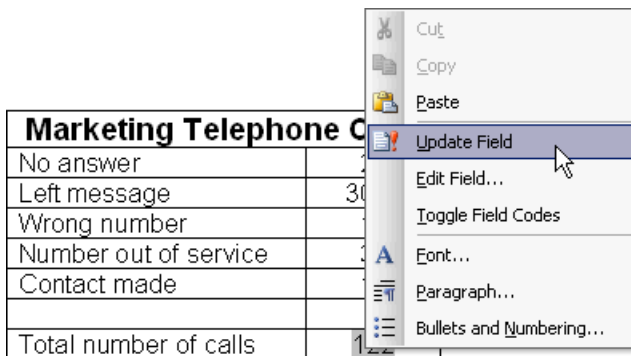 Cut
Copy
Paste
Update Field
Edit Field...
Toggle Field Codes
Font...
Paragraph...
Bullets and Numbering...
Marketing Telephone
No answer
Left message
Wrong number
Number out of service
Contact made
Total number of calls 122